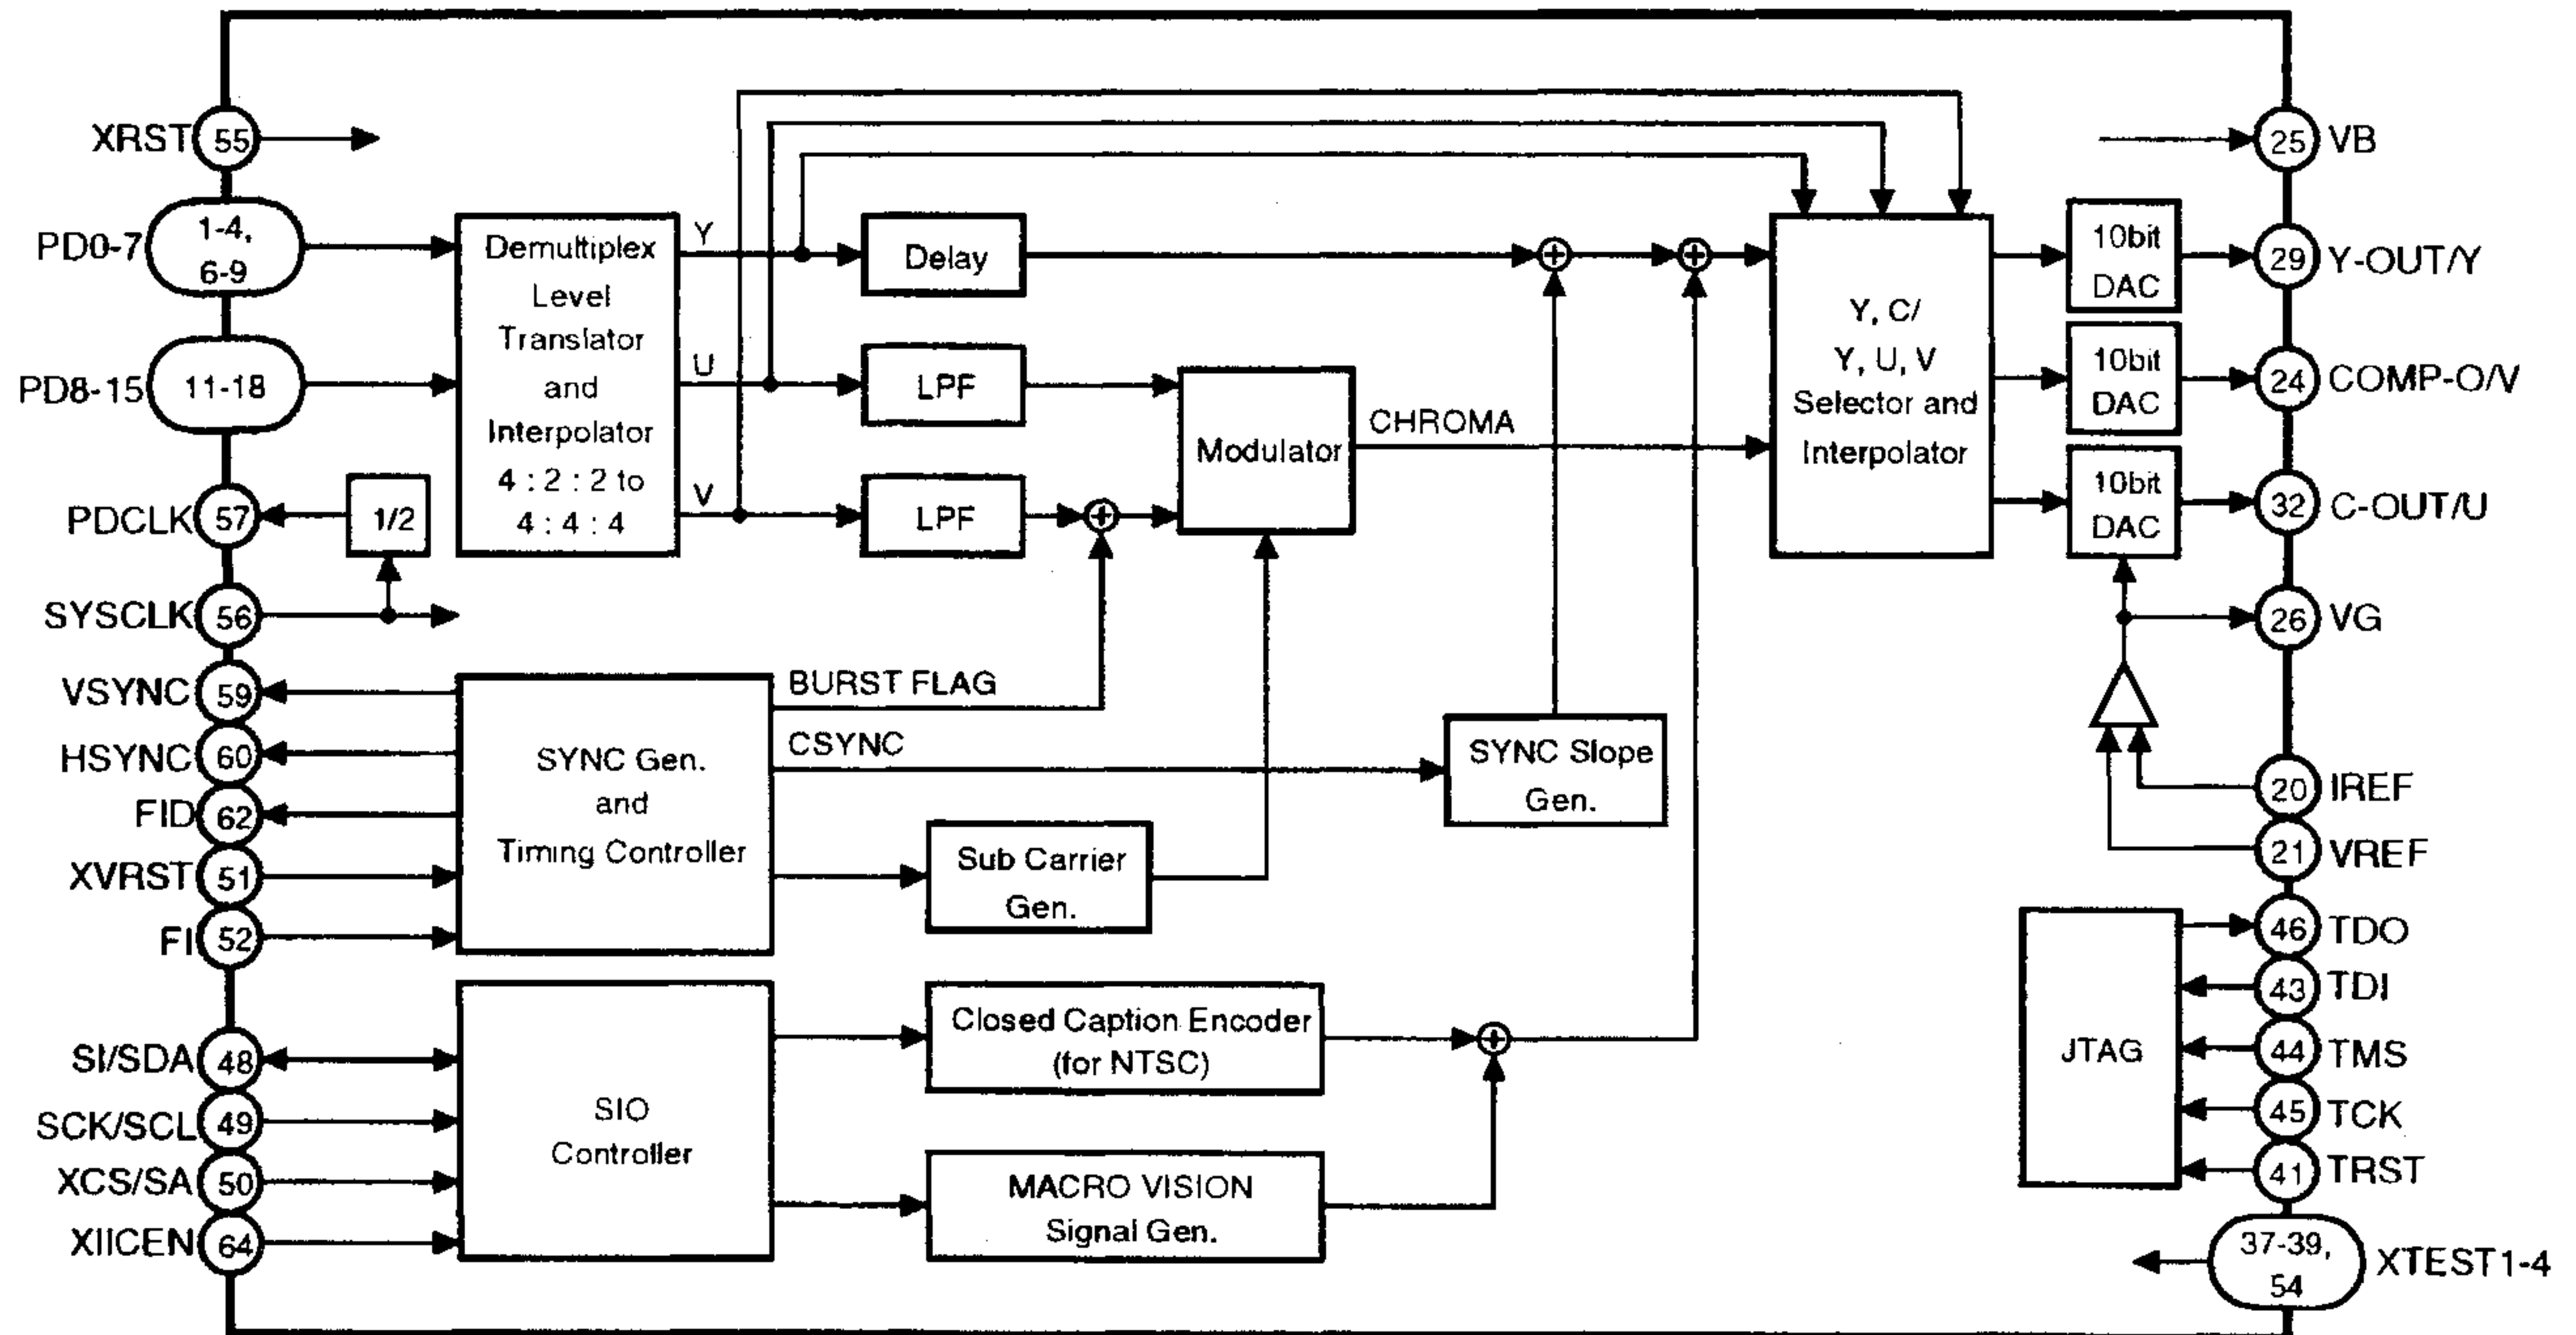 XRST 55
PD0-7 1-4,
6-9
PD8-15 11-18
PDCLK 57
1/2
SYSCLK 56
VSYNC 59
HSYNC 60
FID 62
XVRST 51
FI 52
SI/SDA 48
SCK/SCL 49
XCS/SA 50
XIICEN 64
Demultiplex
Level
Translator
and
Interpolator
4 : 2 : 2 to
4 : 4 : 4
Y
U
V
Delay
LPF
LPF
Modulator
CHROMA
BURST FLAG
CSYNC
SYNC Gen.
and
Timing Controller
Sub Carrier
Gen.
SYNC Slope
Gen.
SIO
Controller
Closed Caption Encoder
(for NTSC)
MACRO VISION
Signal Gen.
Y, C/
Y, U, V
Selector and
Interpolator
10bit
DAC
10bit
DAC
10bit
DAC
25 VB
29 Y-OUT/Y
24 COMP-O/V
32 C-OUT/U
26 VG
20 IREF
21 VREF
JTAG
46 TDO
43 TDI
44 TMS
45 TCK
41 TRST
37-39,
54
XTEST1-4